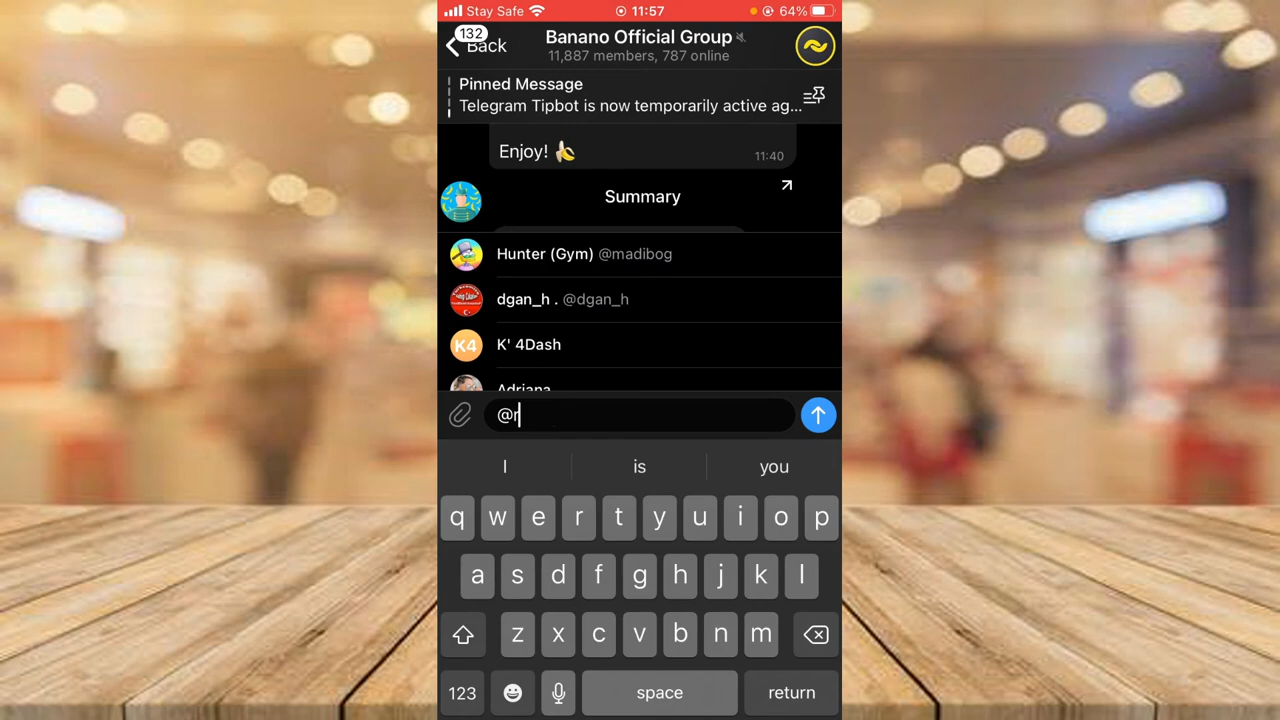 Stay Safe
11:57
64%
132
Back
Banano Official Group
11,887 members, 787 online
Pinned Message
Telegram Tipbot is now temporarily active ag...
Enjoy! 🍌
11:40
Summary
Hunter (Gym) @madibog
dgan_h . @dgan_h
K4
K' 4Dash
Adriana
@r
I is you
q w e r t y u i o p
a s d f g h j k l
z x c v b n m
123 space return